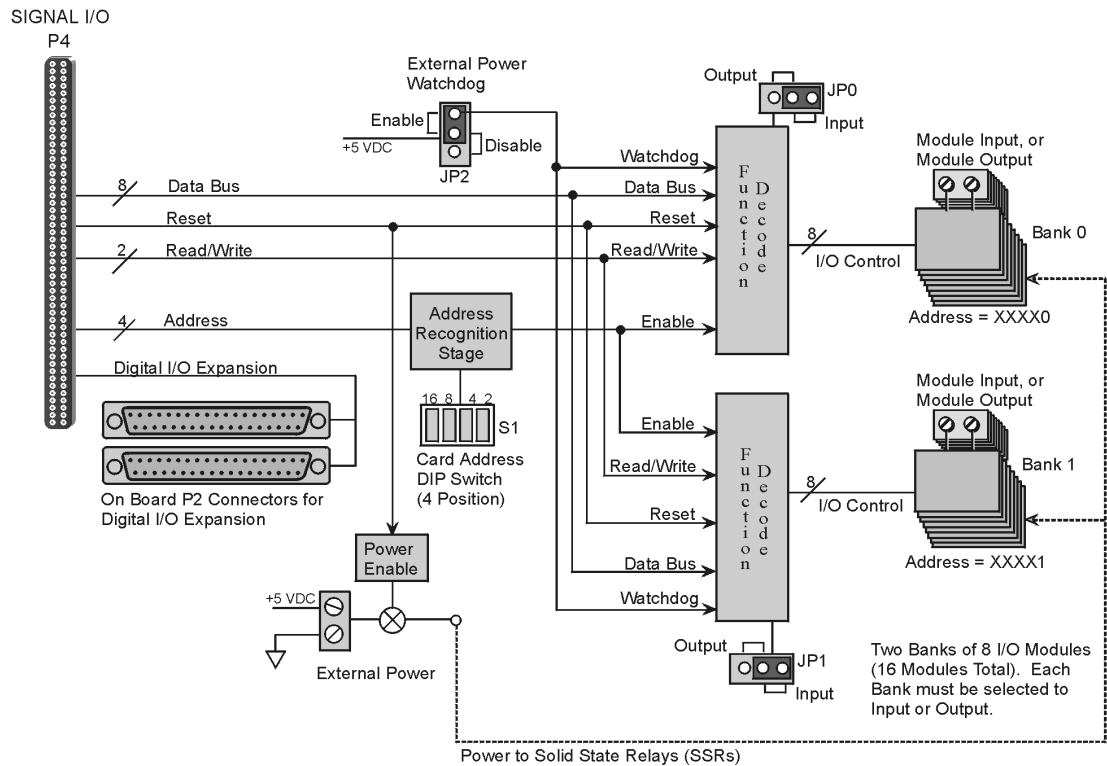 SIGNAL I/O
P4
External Power
Watchdog
Enable
+5 VDC
Disable
JP2
Output
JP0
Input
8
Data Bus
Reset
2
Read/Write
4
Address
Digital I/O Expansion
On Board P2 Connectors for
Digital I/O Expansion
Address
Recognition
Stage
16 8 4 2
S1
Card Address
DIP Switch
(4 Position)
Power
Enable
+5 VDC
External Power
Watchdog
Data Bus
Reset
Read/Write
Enable
Function
Decode
8
I/O Control
Module Input, or
Module Output
Bank 0
Address = XXXX0
Enable
Read/Write
Reset
Data Bus
Watchdog
Function
Decode
8
I/O Control
Module Input, or
Module Output
Bank 1
Address = XXXX1
Output
JP1
Input
Two Banks of 8 I/O Modules
(16 Modules Total). Each
Bank must be selected to
Input or Output.
Power to Solid State Relays (SSRs)